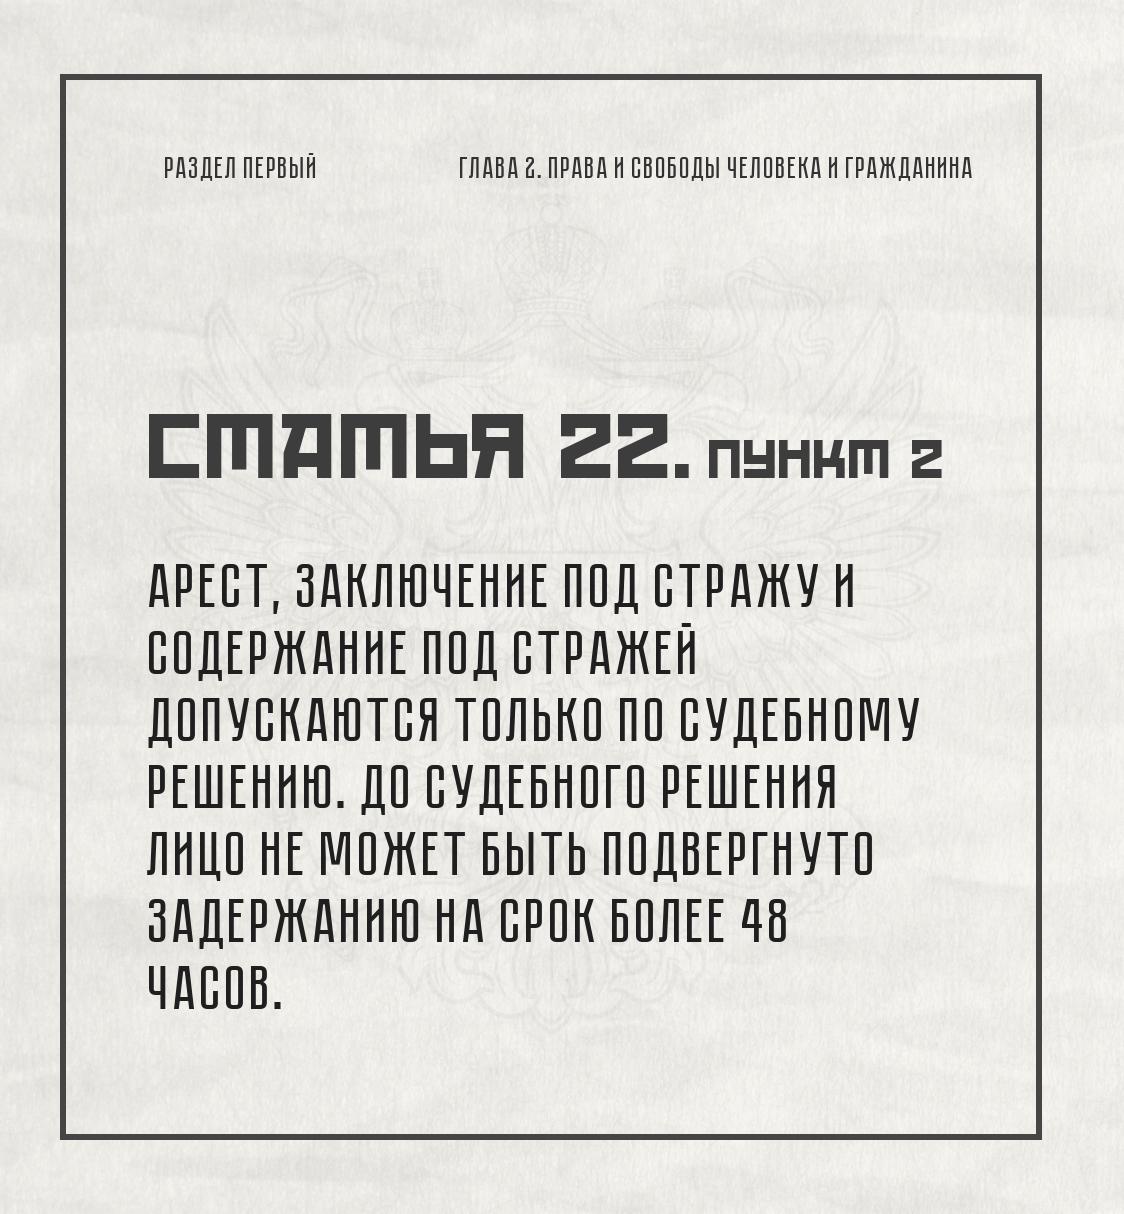 РАЗДЕЛ ПЕРВЫЙ
ГЛАВА 2. ПРАВА И СВОБОДЫ ЧЕЛОВЕКА И ГРАЖДАНИНА
СТАТЬЯ 22. ПУНКТ 2
АРЕСТ, ЗАКЛЮЧЕНИЕ ПОД СТРАЖУ И
СОДЕРЖАНИЕ ПОД СТРАЖЕЙ
ДОПУСКАЮТСЯ ТОЛЬКО ПО СУДЕБНОМУ
РЕШЕНИЮ. ДО СУДЕБНОГО РЕШЕНИЯ
ЛИЦО НЕ МОЖЕТ БЫТЬ ПОДВЕРГНУТО
ЗАДЕРЖАНИЮ НА СРОК БОЛЕЕ 48
ЧАСОВ.